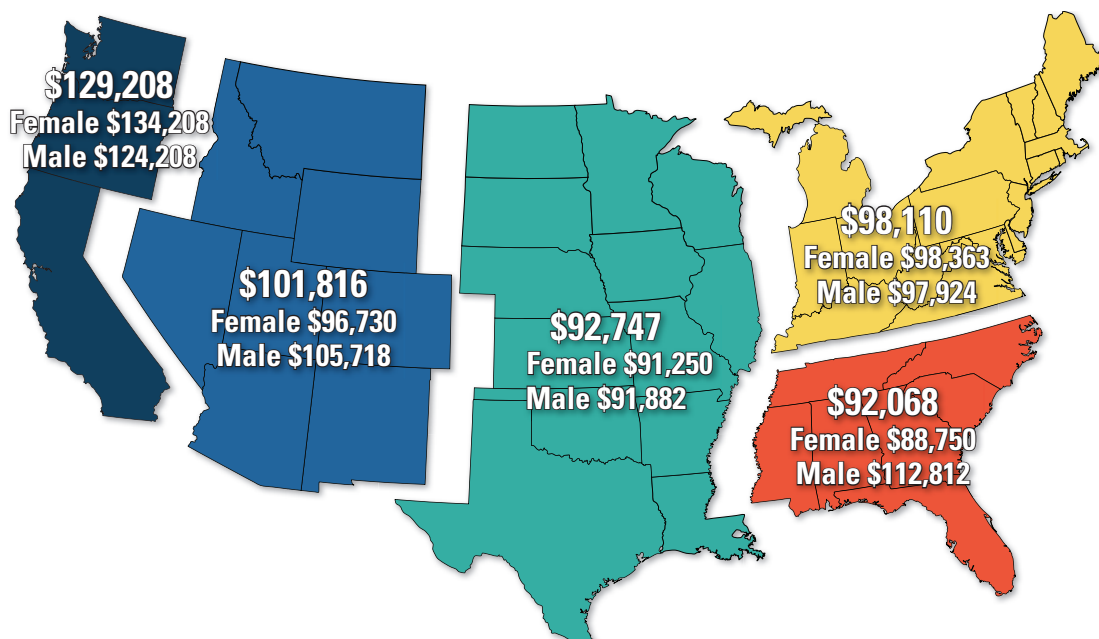 $129,208
Female $134,208
Male $124,208
$101,816
Female $96,730
Male $105,718
$92,747
Female $91,250
Male $91,882
$98,110
Female $98,363
Male $97,924
$92,068
Female $88,750
Male $112,812